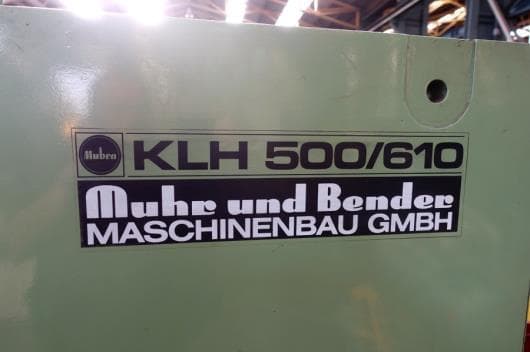 Mubea KLH 500/610
Muhr und Bender
MASCHINENBAU GMBH